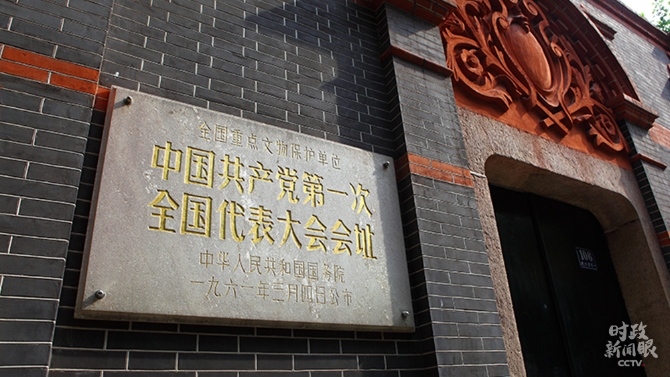 全国重点文物保护单位
中国共产党第一次
全国代表大会会址
中华人民共和国国务院
一九六一年三月四日公布
106
时政
新闻眼
CCTV